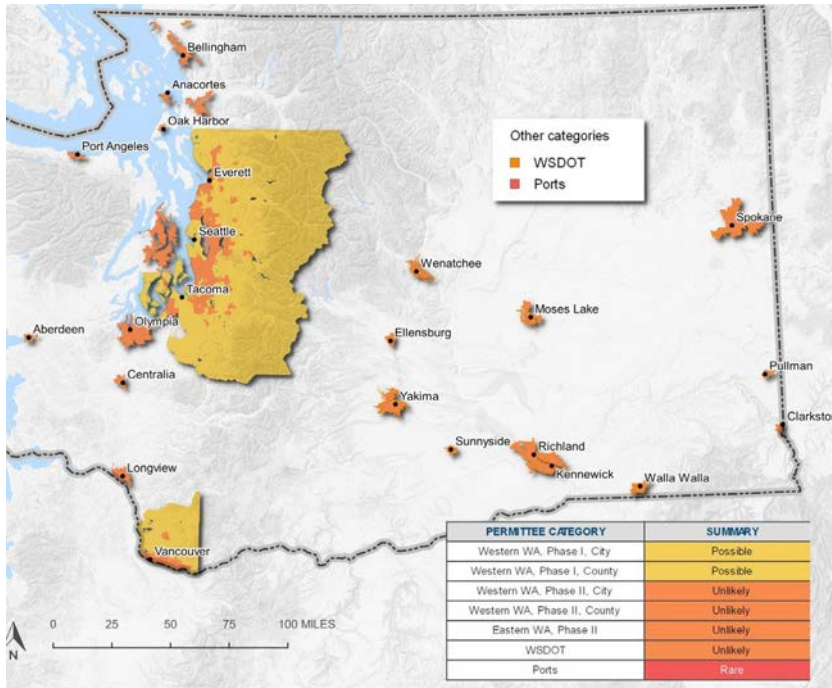 Bellingham
Anacortes
Oak Harbor
Port Angeles
Everett
Other categories
WSDOT
Ports
Spokane
Seattle
Wenatchee
Tacoma
Moses Lake
Aberdeen
Olympia
Ellensburg
Centralia
Pullman
Yakima
Clarkston
Sunnyside
Richland
Longview
Kennewick
Walla Walla
Vancouver
PERMITTEE CATEGORY SUMMARY
Western WA, Phase I, City Possible
Western WA, Phase I, County Possible
Western WA, Phase II, City Unlikely
Western WA, Phase II, County Unlikely
Eastern WA, Phase II Unlikely
WSDOT Unlikely
Ports Rare
0 25 50 75 100 MILES
N